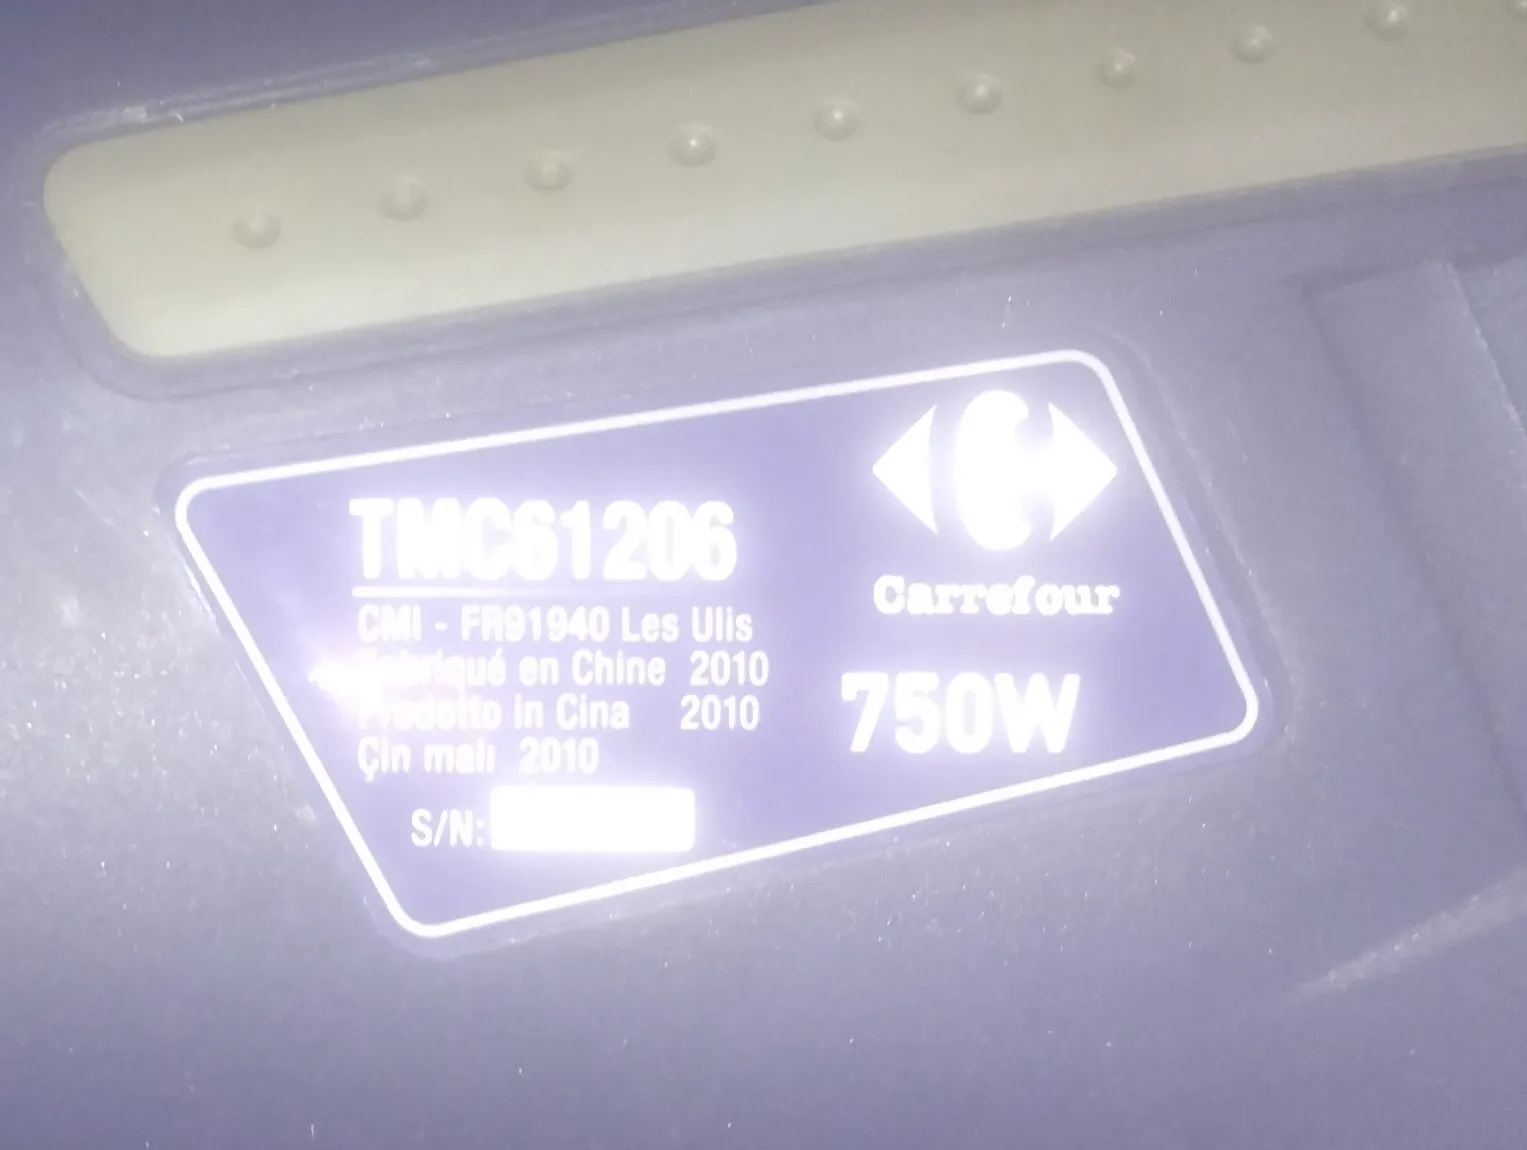 TMC61206
CMI - FR91940 Les Ulis
Fabriqué en Chine 2010
Prodotto in Cina 2010
Çin malı 2010
S/N:
Carrefour
750W